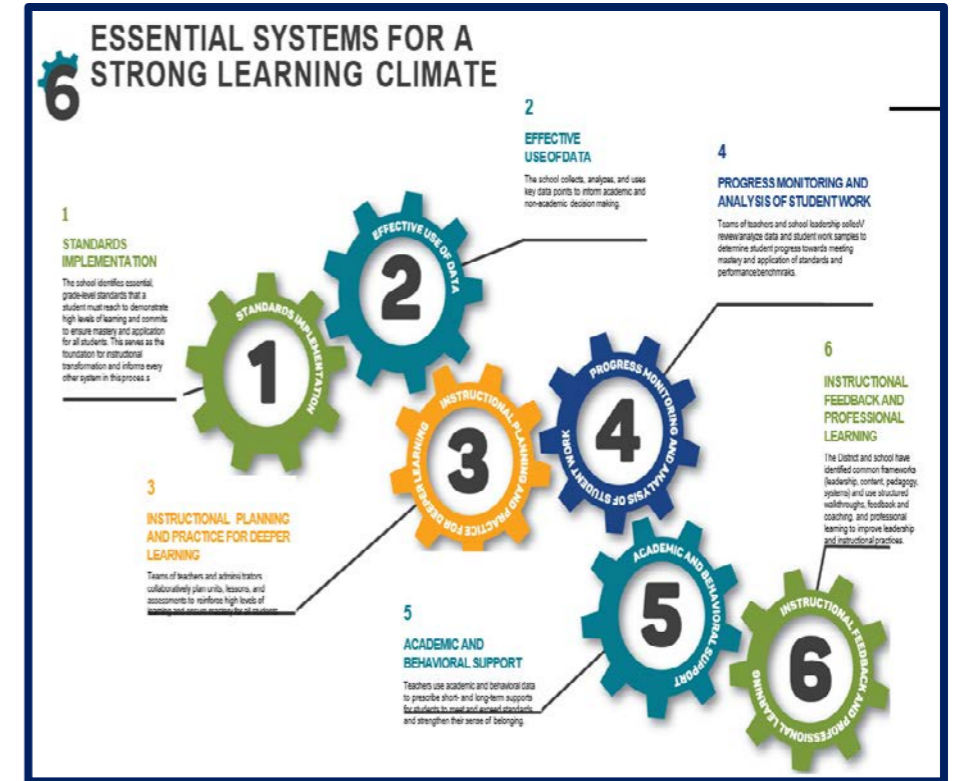 6
ESSENTIAL SYSTEMS FOR A
STRONG LEARNING CLIMATE
1
STANDARDS
IMPLEMENTATION
The school identifies essential,
grade-level standards that a
student must reach to demonstrate
high levels of learning and commits
to ensure mastery and application
for all students. This serves as the
foundation for instructional
transformation and informs every
other system in this proces s
2
EFFECTIVE
USE OF DATA
The school collects, analyzes, and uses
key data points to inform academic and
non-academic decision making.
4
PROGRESS MONITORING AND
ANALYSIS OF STUDENT WORK
Teams of teachers and school leadership collec\/
review/analyze data and student work samples to
determine student progress towards meeting
mastery and application of standards and
performance benchmraks.
6
INSTRUCTIONAL
FEEDBACK AND
PROFESSIONAL
LEARNING
The District and school have
identified common frameworks
(leadership, content, pedagogy,
systems) and use structured
walkthroughs, feedback and
coaching, and professional
learning to improve leadership
and instructional practices.
3
INSTRUCTIONAL PLANNING
AND PRACTICE FOR DEEPER
LEARNING
Teams of teachers and admini trators
collaboratively plan units, lessons, and
assessments to reinforce high levels of
learning and ensure mastery for all students
5
ACADEMIC AND
BEHAVIORAL SUPPORT
Teachers use academic and behavioral data
to prescribe short- and long-term supports
for students to meet and exceed standards
and strengthen their sense of belonging.
STANDARDS IMPLEMENTATION
1
EFFECTIVE USE OF DATA
2
INSTRUCTIONAL PLANNING AND PRACTICE FOR DEEPER LEARNING
3
PROGRESS MONITORING AND ANALYSIS OF STUDENT WORK
4
ACADEMIC AND BEHAVIORAL SUPPORT
5
INSTRUCTIONAL FEEDBACK AND PROFESSIONAL LEARNING
6